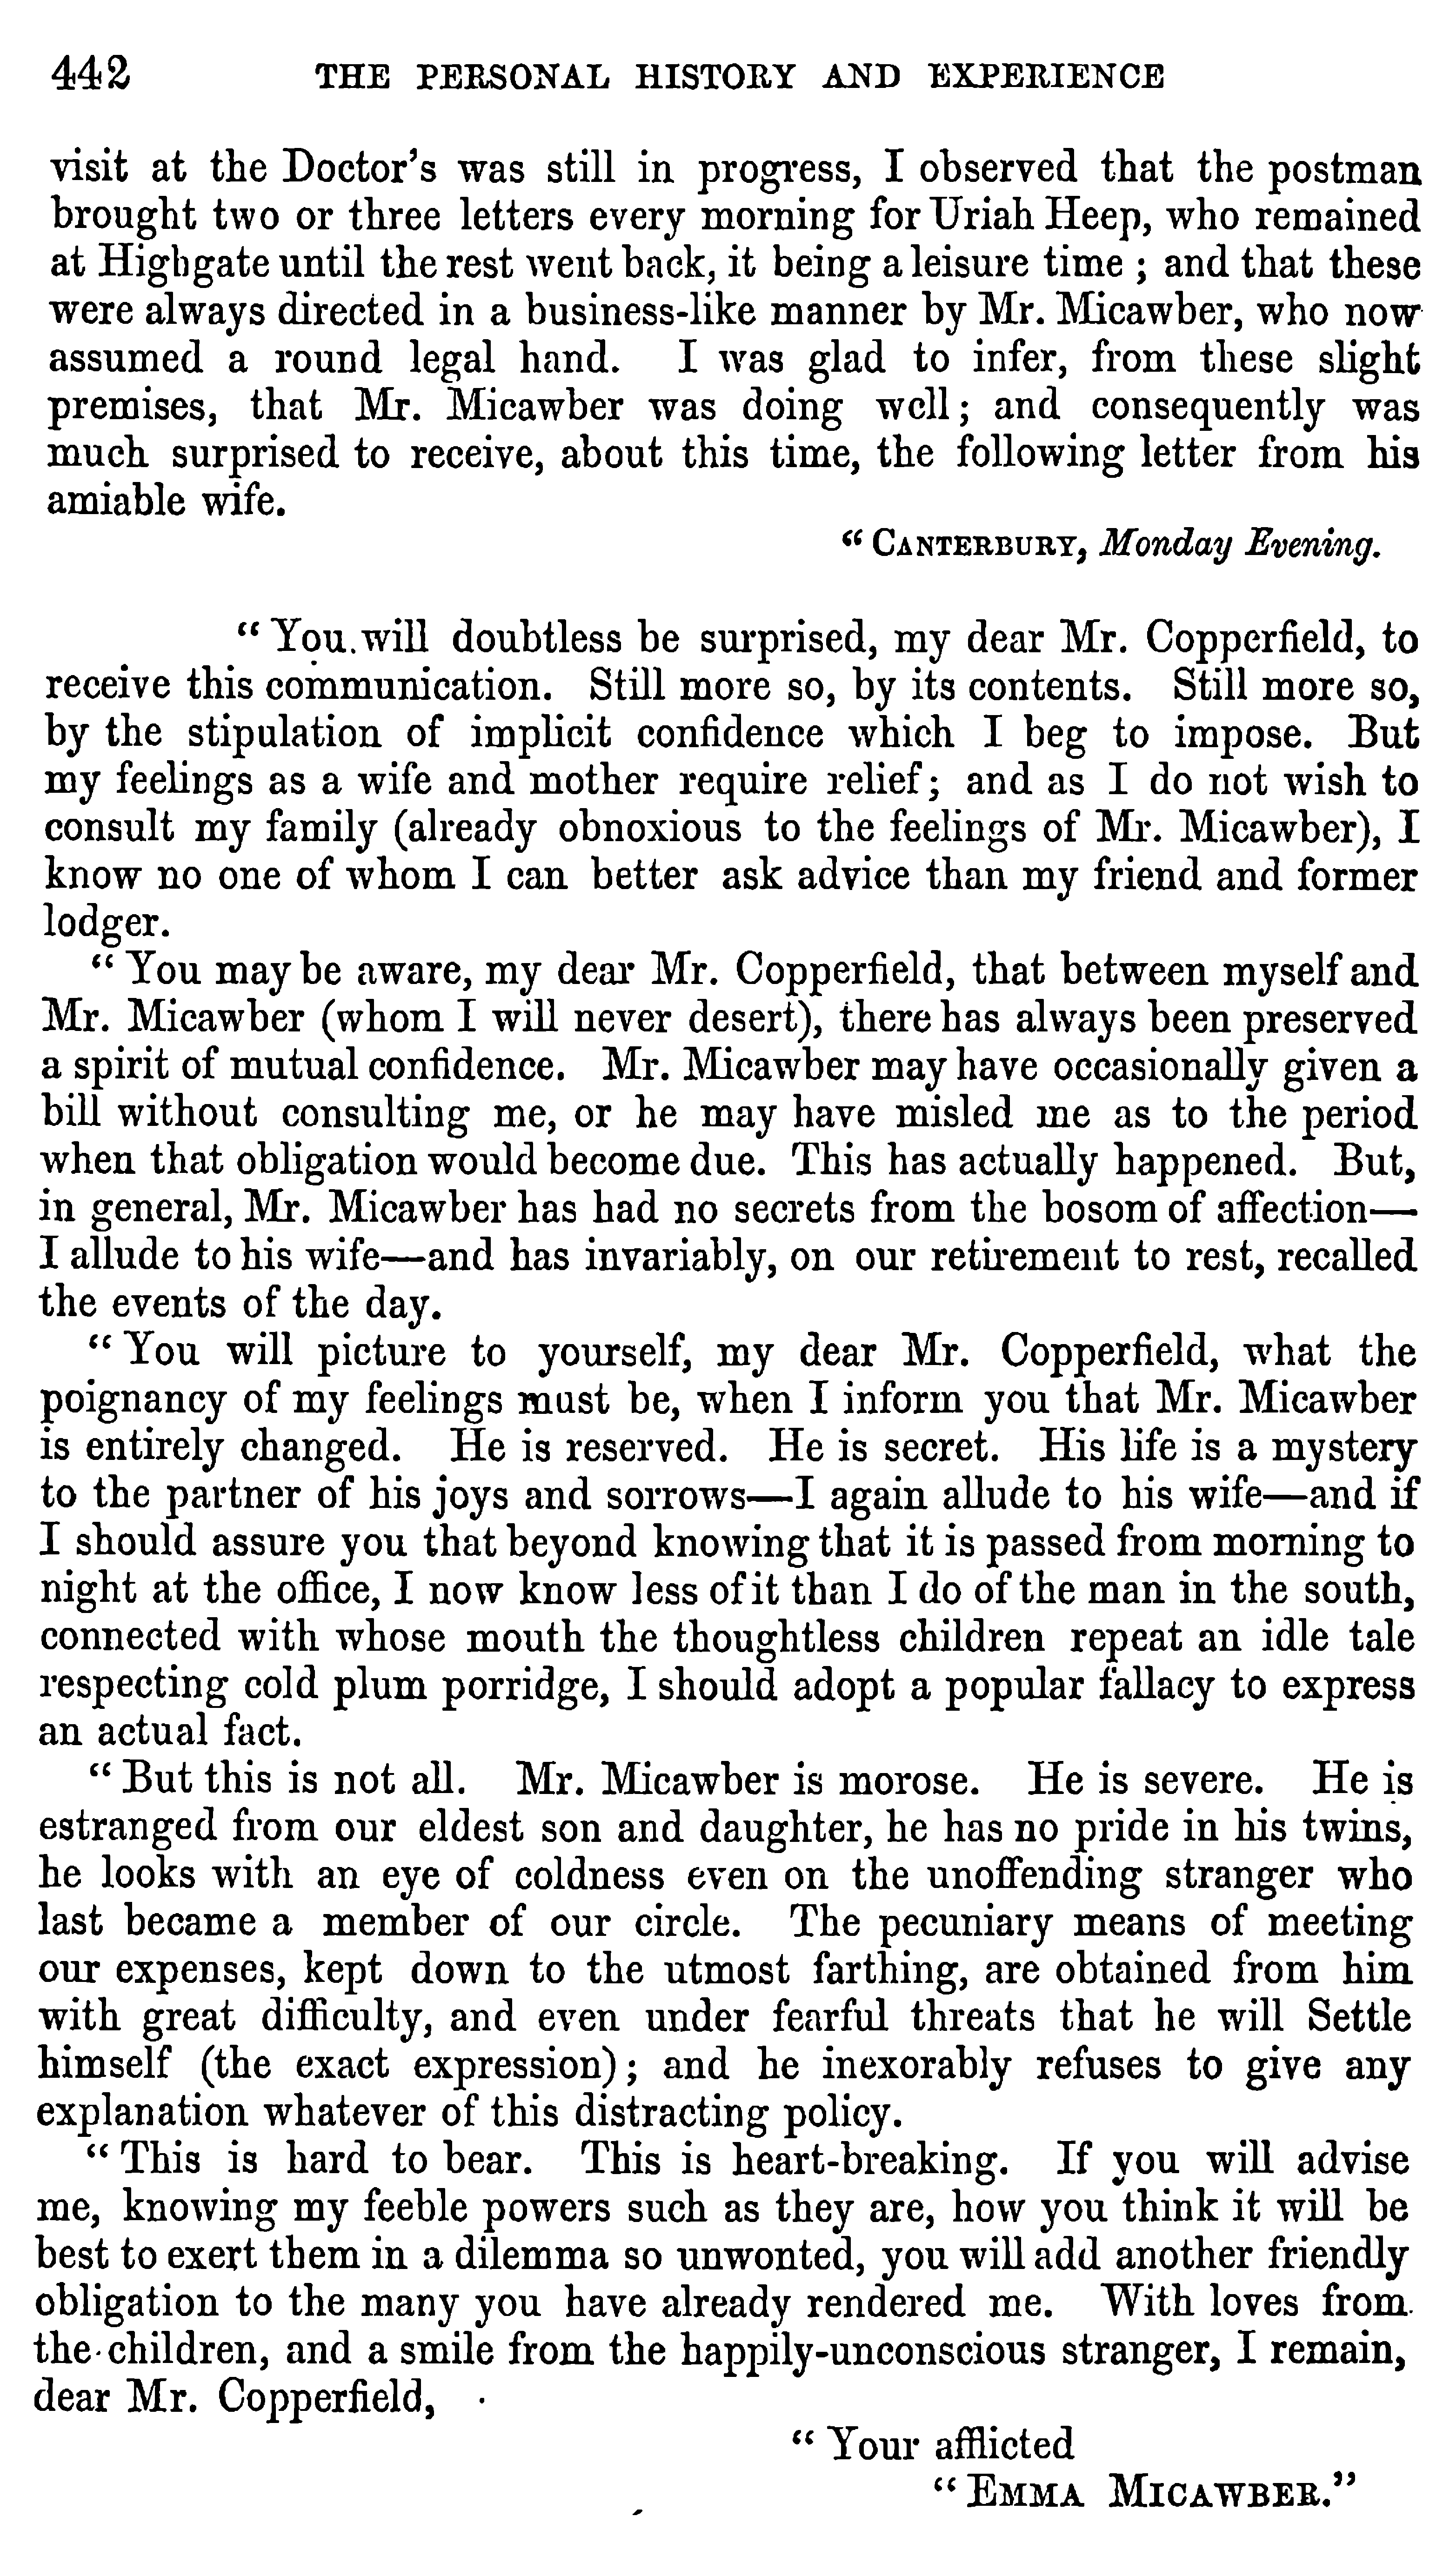 442 THE PERSONAL HISTORY AND EXPERIENCE
visit at the Doctor's was still in progress, I observed that the postman
brought two or three letters every morning for Uriah Heep, who remained
at Highgate until the rest went back, it being a leisure time ; and that these
were always directed in a business-like manner by Mr. Micawber, who now
assumed a round legal hand. I was glad to infer, from these slight
premises, that Mr. Micawber was doing well ; and consequently was
much surprised to receive, about this time, the following letter from his
amiable wife.
“ CANTERBURY, Monday Evening.
“ You will doubtless be surprised, my dear Mr. Copperfield, to
receive this communication. Still more so, by its contents. Still more so,
by the stipulation of implicit confidence which I beg to impose. But
my feelings as a wife and mother require relief ; and as I do not wish to
consult my family (already obnoxious to the feelings of Mr. Micawber), I
know no one of whom I can better ask advice than my friend and former
lodger.
“ You may be aware, my dear Mr. Copperfield, that between myself and
Mr. Micawber (whom I will never desert), there has always been preserved
a spirit of mutual confidence. Mr. Micawber may have occasionally given a
bill without consulting me, or he may have misled me as to the period
when that obligation would become due. This has actually happened. But,
in general, Mr. Micawber has had no secrets from the bosom of affection—
I allude to his wife—and has invariably, on our retirement to rest, recalled
the events of the day.
“ You will picture to yourself, my dear Mr. Copperfield, what the
poignancy of my feelings must be, when I inform you that Mr. Micawber
is entirely changed. He is reserved. He is secret. His life is a mystery
to the partner of his joys and sorrows—I again allude to his wife—and if
I should assure you that beyond knowing that it is passed from morning to
night at the office, I now know less of it than I do of the man in the south,
connected with whose mouth the thoughtless children repeat an idle tale
respecting cold plum porridge, I should adopt a popular fallacy to express
an actual fact.
“ But this is not all. Mr. Micawber is morose. He is severe. He is
estranged from our eldest son and daughter, he has no pride in his twins,
he looks with an eye of coldness even on the unoffending stranger who
last became a member of our circle. The pecuniary means of meeting
our expenses, kept down to the utmost farthing, are obtained from him
with great difficulty, and even under fearful threats that he will Settle
himself (the exact expression) ; and he inexorably refuses to give any
explanation whatever of this distracting policy.
“ This is hard to bear. This is heart-breaking. If you will advise
me, knowing my feeble powers such as they are, how you think it will be
best to exert them in a dilemma so unwonted, you will add another friendly
obligation to the many you have already rendered me. With loves from
the children, and a smile from the happily-unconscious stranger, I remain,
dear Mr. Copperfield,
“ Your afflicted
“ EMMA MICAWBER.”